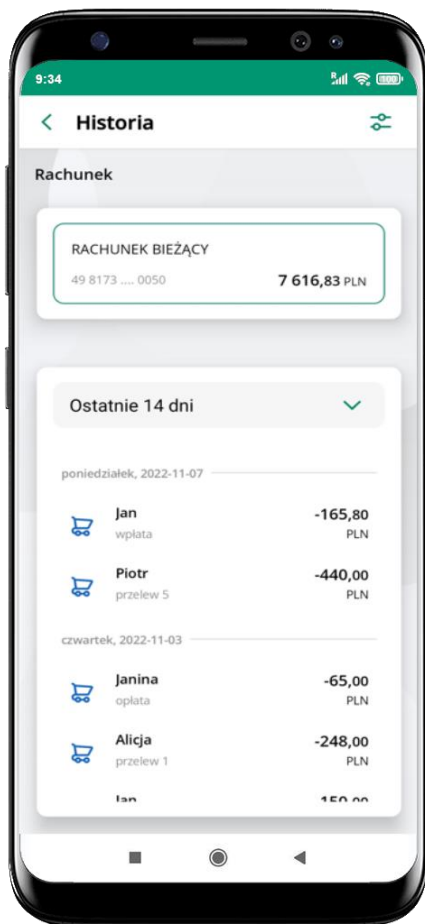 9:34
R
100
Historia
Rachunek
RACHUNEK BIEŻĄCY
49 8173 .... 0050
7 616,83 PLN
Ostatnie 14 dni
poniedziałek, 2022-11-07
Jan -165,80
wpłata PLN
Piotr -440,00
przelew 5 PLN
czwartek, 2022-11-03
Janina -65,00
opłata PLN
Alicja -248,00
przelew 1 PLN